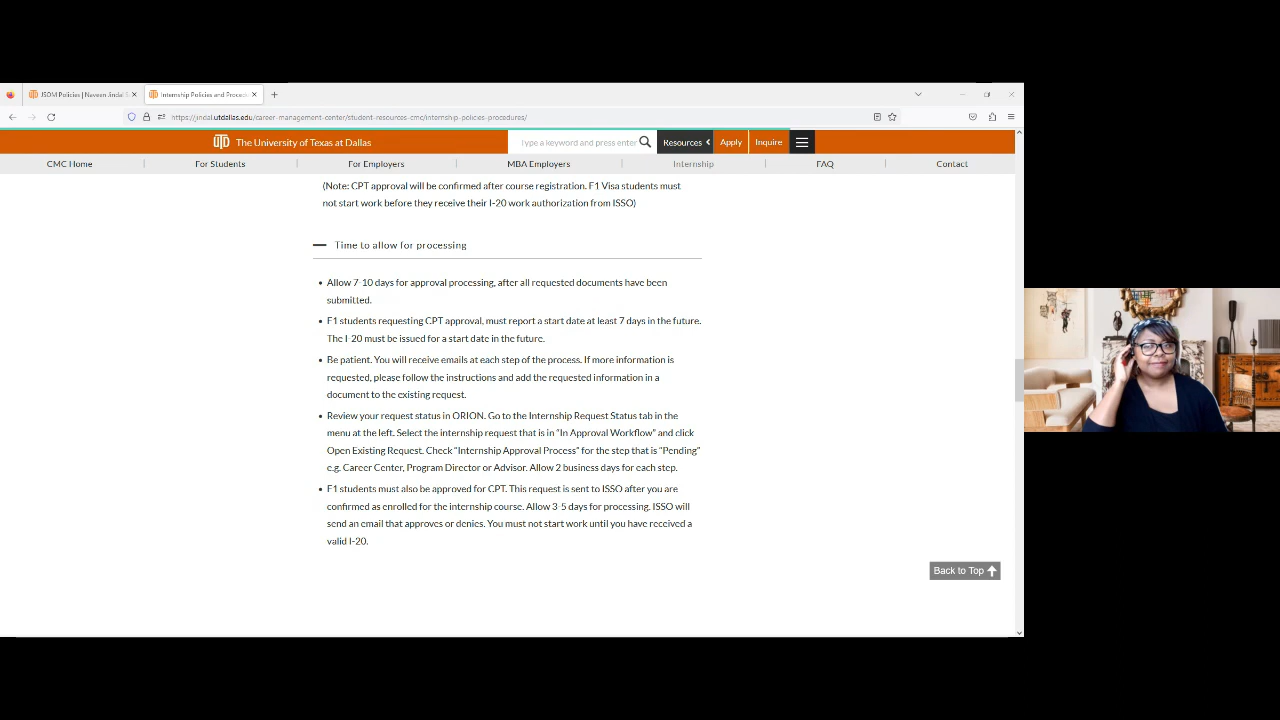 JSOM Policies | Naveen Jindal S
Internship Policies and Procedu
https://jindal.utdallas.edu/career-management-center/student-resources-cmc/internship-policies-procedures/
UTD The University of Texas at Dallas
Type a keyword and press enter
Resources
Apply
Inquire
CMC Home
For Students
For Employers
MBA Employers
Internship
FAQ
Contact
(Note: CPT approval will be confirmed after course registration. F1 Visa students must
not start work before they receive their I-20 work authorization from ISSO)
Time to allow for processing
• Allow 7-10 days for approval processing, after all requested documents have been
submitted.
• F1 students requesting CPT approval, must report a start date at least 7 days in the future.
The I-20 must be issued for a start date in the future.
• Be patient. You will receive emails at each step of the process. If more information is
requested, please follow the instructions and add the requested information in a
document to the existing request.
• Review your request status in ORION. Go to the Internship Request Status tab in the
menu at the left. Select the internship request that is in “In Approval Workflow” and click
Open Existing Request. Check “Internship Approval Process” for the step that is “Pending”
e.g. Career Center, Program Director or Advisor. Allow 2 business days for each step.
• F1 students must also be approved for CPT. This request is sent to ISSO after you are
confirmed as enrolled for the internship course. Allow 3-5 days for processing. ISSO will
send an email that approves or denies. You must not start work until you have received a
valid I-20.
Back to Top